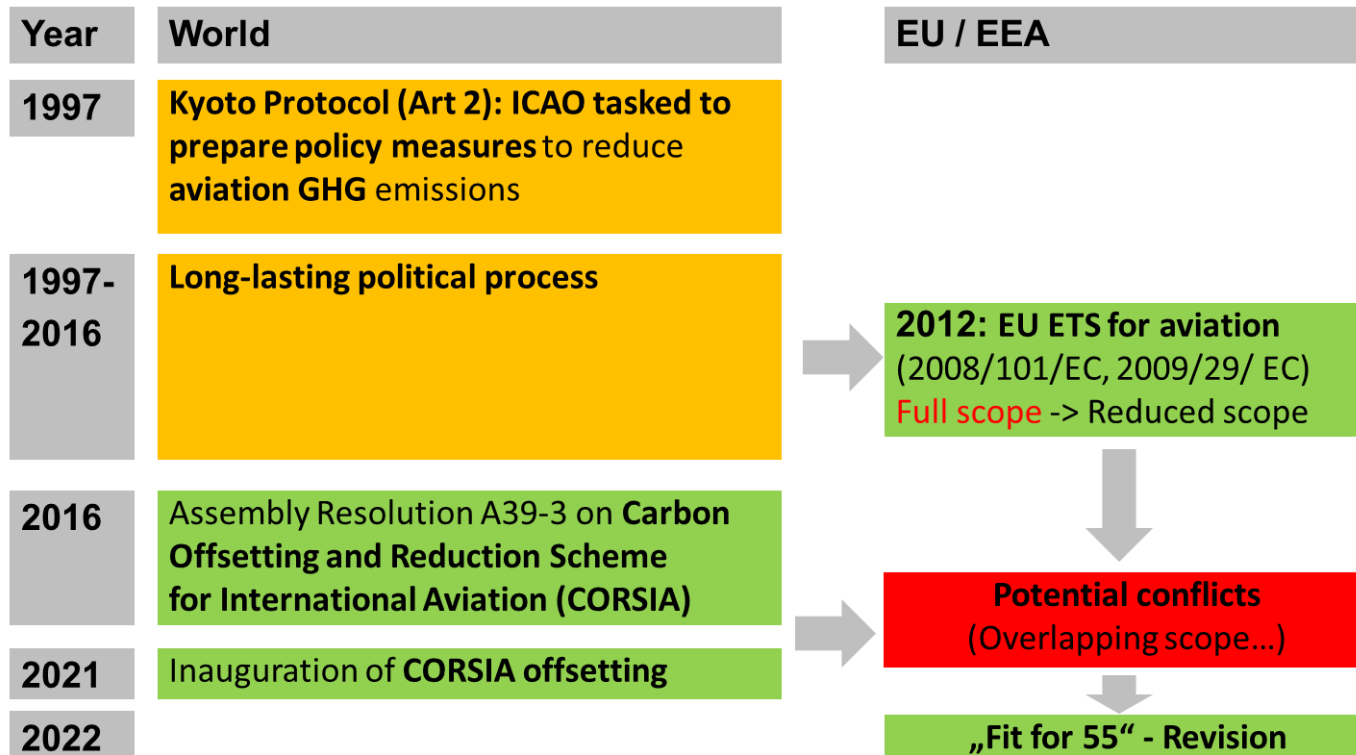 Year World EU / EEA
1997 Kyoto Protocol (Art 2): ICAO tasked to
prepare policy measures to reduce
aviation GHG emissions
1997-
2016
Long-lasting political process
2012: EU ETS for aviation
(2008/101/EC, 2009/29/ EC)
Full scope -> Reduced scope
2016 Assembly Resolution A39-3 on Carbon
Offsetting and Reduction Scheme
for International Aviation (CORSIA)
Potential conflicts
(Overlapping scope...)
2021 Inauguration of CORSIA offsetting
2022 „Fit for 55“ - Revision